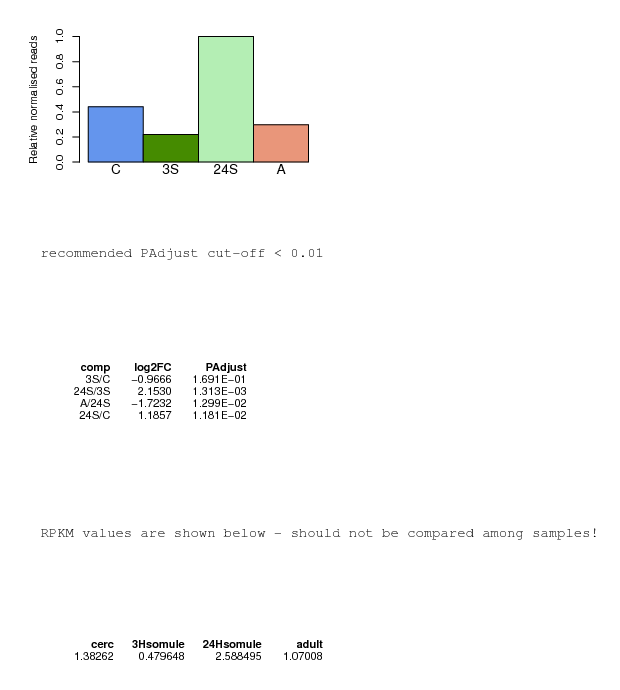 Relative normalised reads
1.0
0.8
0.6
0.4
0.2
0.0
C 3S 24S A
recommended PAdjust cut-off < 0.01
comp log2FC PAdjust
3S/C −0.9666 1.691E−01
24S/3S 2.1530 1.313E−03
A/24S −1.7232 1.299E−02
24S/C 1.1857 1.181E−02
RPKM values are shown below - should not be compared among samples!
cerc 3Hsomule 24Hsomule adult
1.38262 0.479648 2.588495 1.07008